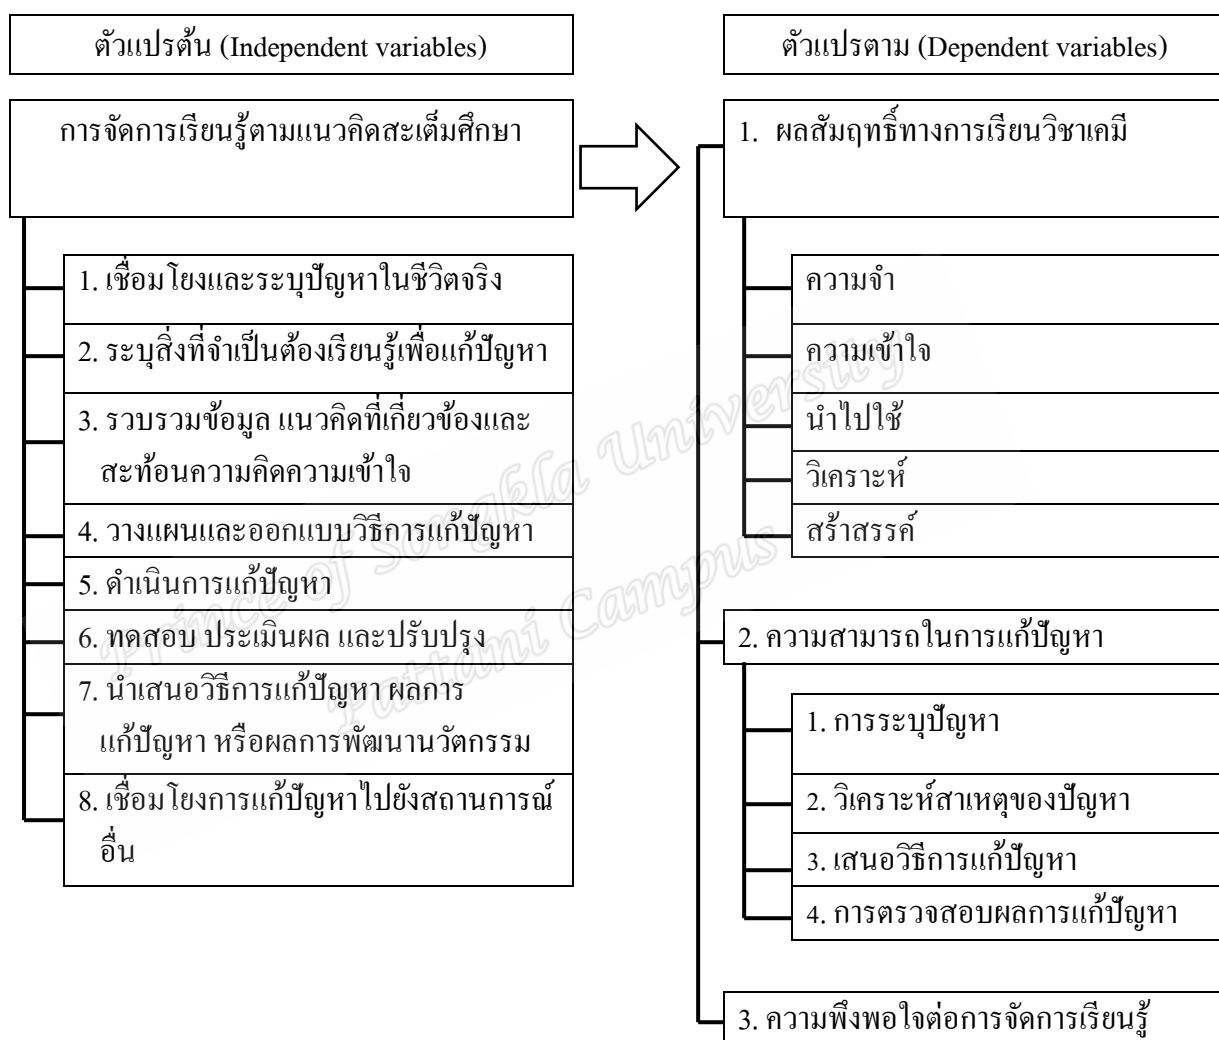 ตัวแปรต้น (Independent variables)
การจัดการเรียนรู้ตามแนวคิดสะเต็มศึกษา
1. เชื่อมโยงและระบุปัญหาในชีวิตจริง
2. ระบุสิ่งที่จำเป็นต้องเรียนรู้เพื่อแก้ปัญหา
3. รวบรวมข้อมูล แนวคิดที่เกี่ยวข้องและ
สะท้อนความคิดความเข้าใจ
4. วางแผนและออกแบบวิธีการแก้ปัญหา
5. ดำเนินการแก้ปัญหา
6. ทดสอบ ประเมินผล และปรับปรุง
7. นำเสนอวิธีการแก้ปัญหา ผลการ
แก้ปัญหา หรือผลการพัฒนานวัตกรรม
8. เชื่อมโยงการแก้ปัญหาไปยังสถานการณ์
อื่น
ตัวแปรตาม (Dependent variables)
1. ผลสัมฤทธิ์ทางการเรียนวิชาเคมี
ความจำ
ความเข้าใจ
นำไปใช้
วิเคราะห์
สร้าสรรค์
2. ความสามารถในการแก้ปัญหา
1. การระบุปัญหา
2. วิเคราะห์สาเหตุของปัญหา
3. เสนอวิธีการแก้ปัญหา
4. การตรวจสอบผลการแก้ปัญหา
3. ความพึงพอใจต่อการจัดการเรียนรู้
Prince of Songkla University
Pattani Campus